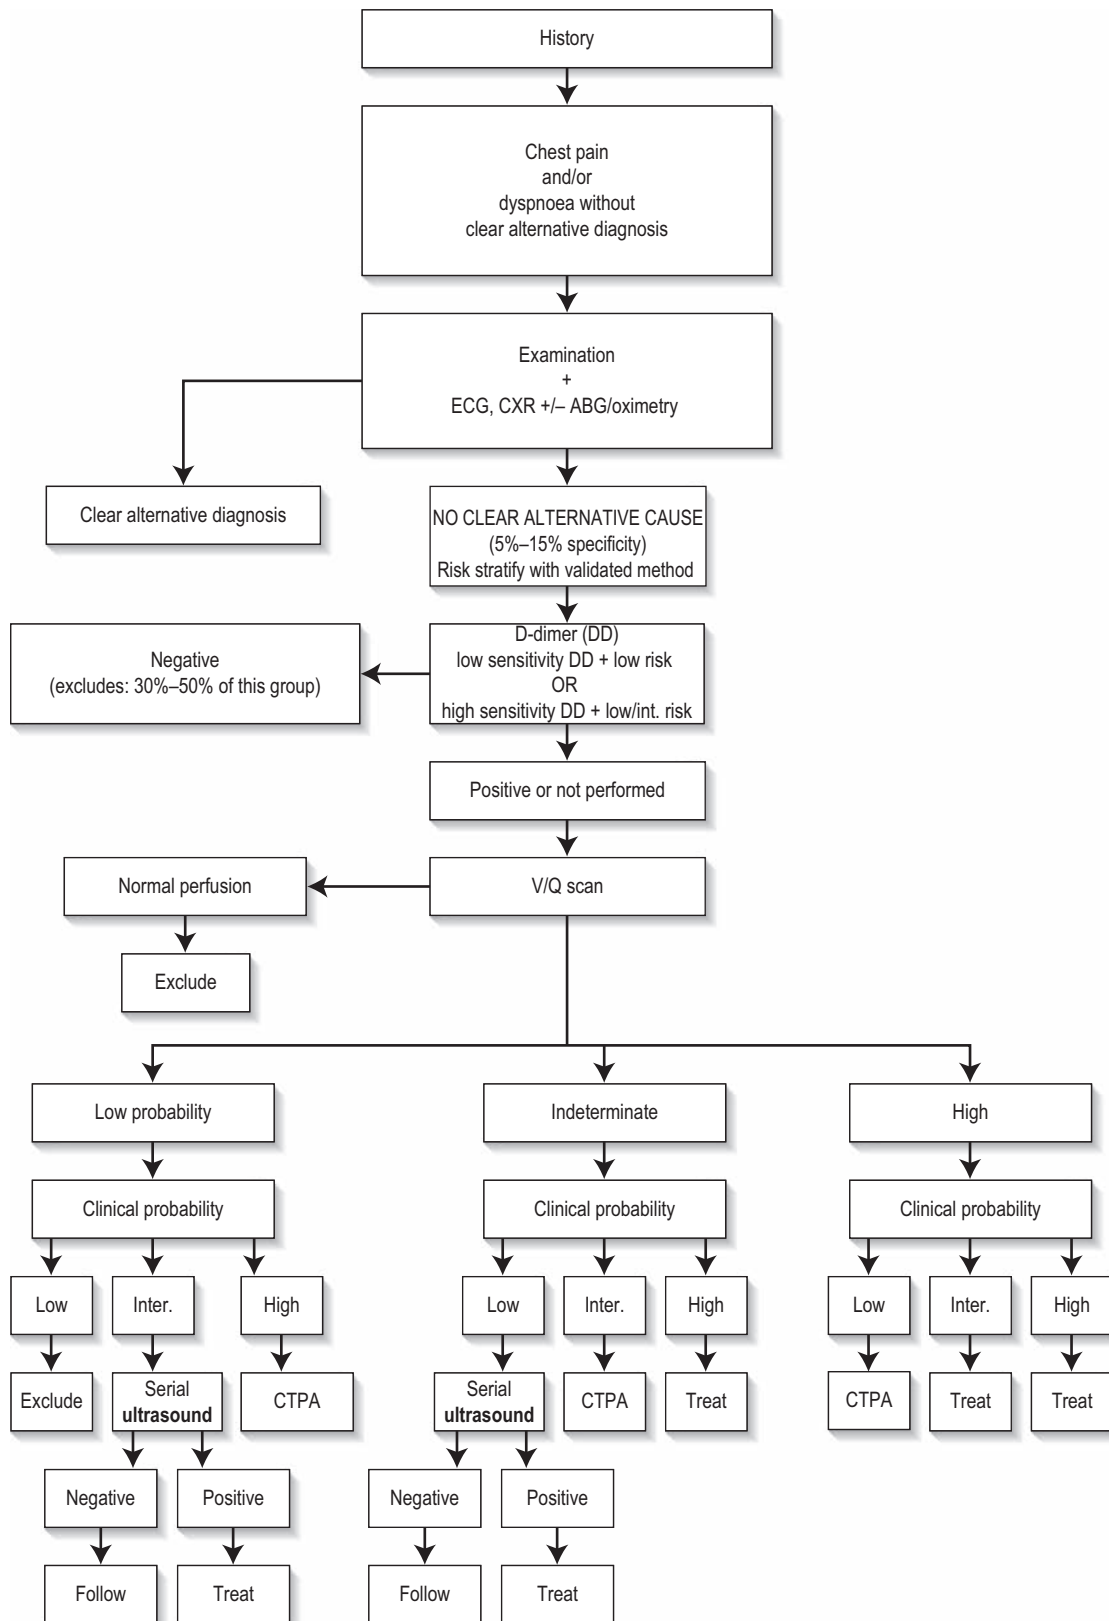 History
Chest pain
and/or
dyspnoea without
clear alternative diagnosis
Examination
+
ECG, CXR +/– ABG/oximetry
Clear alternative diagnosis
NO CLEAR ALTERNATIVE CAUSE
(5%–15% specificity)
Risk stratify with validated method
Negative
(excludes: 30%–50% of this group)
D-dimer (DD)
low sensitivity DD + low risk
OR
high sensitivity DD + low/int. risk
Positive or not performed
Normal perfusion
V/Q scan
Exclude
Low probability
Indeterminate
High
Clinical probability
Clinical probability
Clinical probability
Low
Inter.
High
Low
Inter.
High
Low
Inter.
High
Exclude
Serial
ultrasound
CTPA
Serial
ultrasound
CTPA
Treat
CTPA
Treat
Treat
Negative
Positive
Negative
Positive
Follow
Treat
Follow
Treat